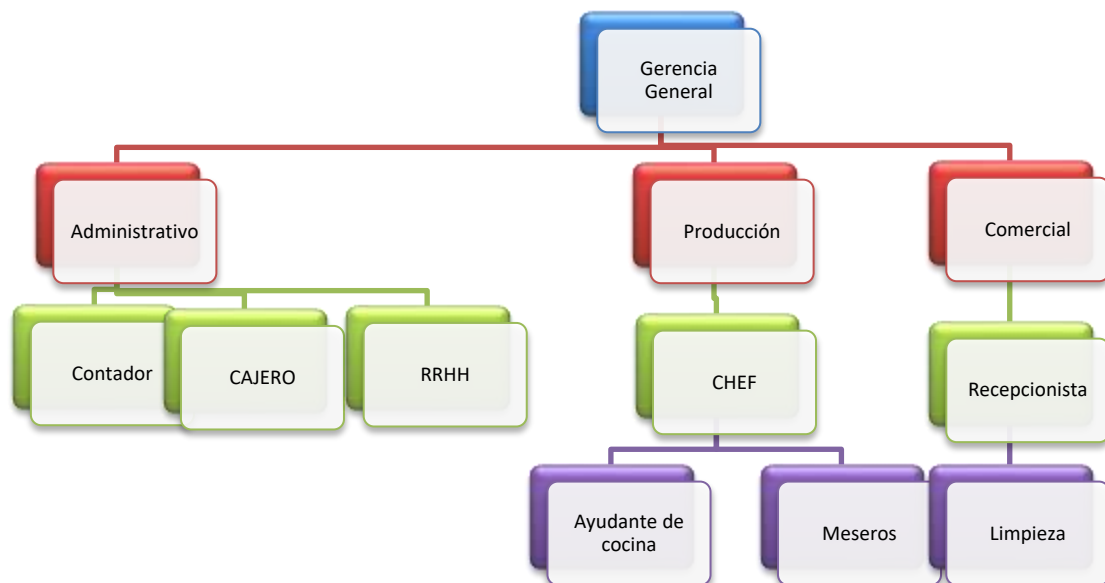 Gerencia
General
Administrativo
Producción
Comercial
Contador
CAJERO
RRHH
CHEF
Recepcionista
Ayudante de
cocina
Meseros
Limpieza